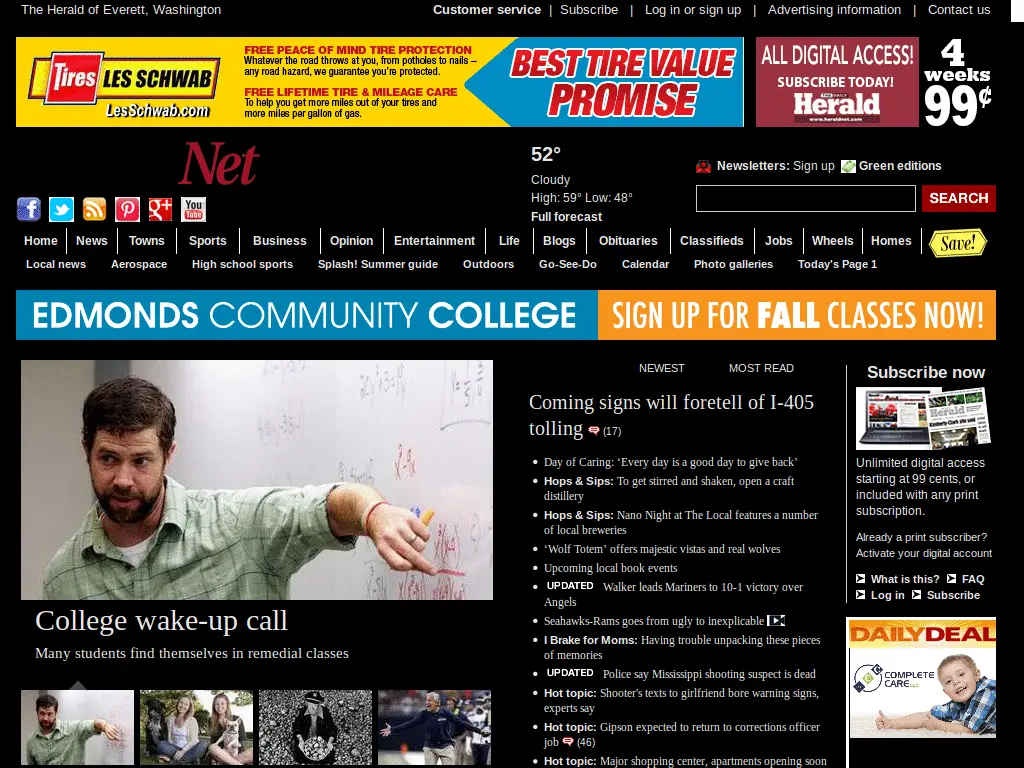 The Herald of Everett, Washington
Customer service | Subscribe | Log in or sign up | Advertising information | Contact us
Tires LES SCHWAB
LesSchwab.com
FREE PEACE OF MIND TIRE PROTECTION
Whatever the road throws at you, from potholes to nails –
any road hazard, we guarantee you're protected.
FREE LIFETIME TIRE & MILEAGE CARE
To help you get more miles out of your tires and
more miles per gallon of gas.
BEST TIRE VALUE
PROMISE
ALL DIGITAL ACCESS!
SUBSCRIBE TODAY!
THE DAILY
Herald
www.heraldnet.com
4
weeks
99¢
Net
52°
Cloudy
High: 59° Low: 48°
Full forecast
Newsletters: Sign up Green editions
SEARCH
You
Tube
Home News Towns Sports Business Opinion Entertainment Life Blogs Obituaries Classifieds Jobs Wheels Homes Save!
Local news Aerospace High school sports Splash! Summer guide Outdoors Go-See-Do Calendar Photo galleries Today's Page 1
EDMONDS COMMUNITY COLLEGE SIGN UP FOR FALL CLASSES NOW!
College wake-up call
Many students find themselves in remedial classes
NEWEST MOST READ
Coming signs will foretell of I-405
tolling (17)
Day of Caring: ‘Every day is a good day to give back’
Hops & Sips: To get stirred and shaken, open a craft
distillery
Hops & Sips: Nano Night at The Local features a number
of local breweries
‘Wolf Totem’ offers majestic vistas and real wolves
Upcoming local book events
UPDATED Walker leads Mariners to 10-1 victory over
Angels
Seahawks-Rams goes from ugly to inexplicable
I Brake for Moms: Having trouble unpacking these pieces
of memories
UPDATED Police say Mississippi shooting suspect is dead
Hot topic: Shooter's texts to girlfriend bore warning signs,
experts say
Hot topic: Gipson expected to return to corrections officer
job (46)
Hot topic: Major shopping center, apartments opening soon
Subscribe now
Herald
Unlimited digital access
starting at 99 cents, or
included with any print
subscription.
Already a print subscriber?
Activate your digital account
What is this? FAQ
Log in Subscribe
DAILY DEAL
COMPLETE
CARE LLC